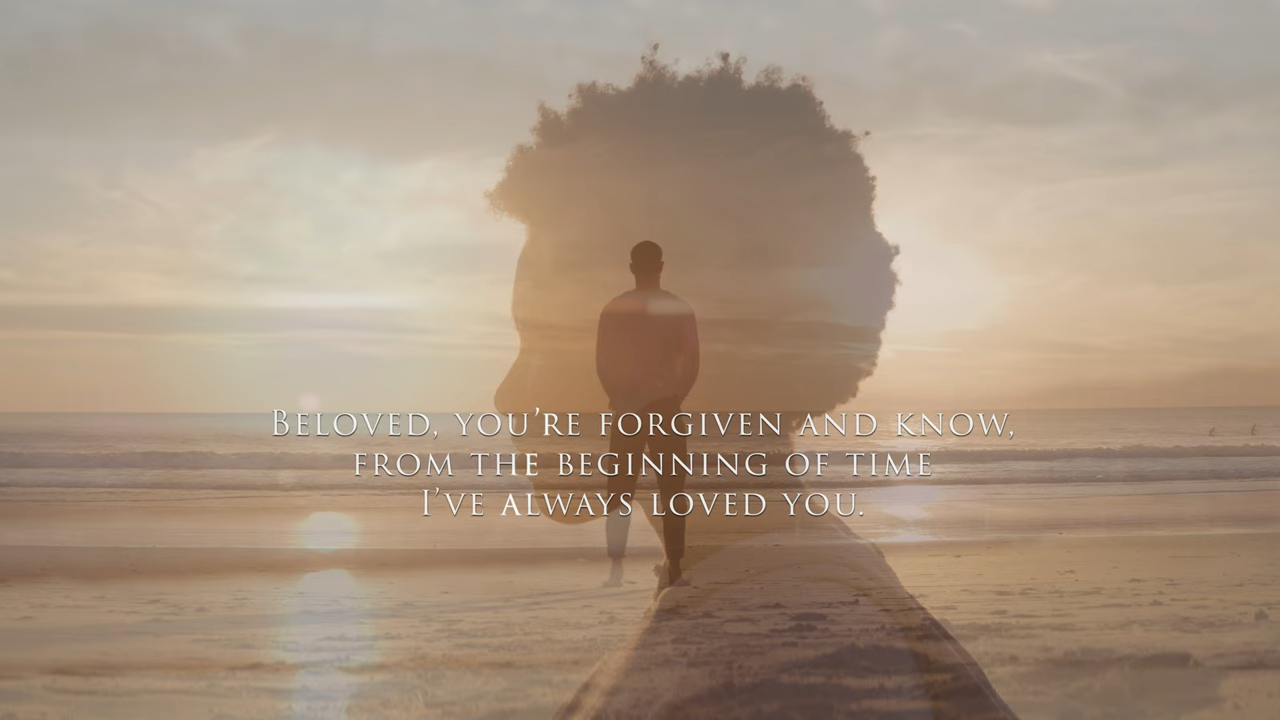 Beloved, you’re forgiven and know,
from the beginning of time
I’ve always loved you.